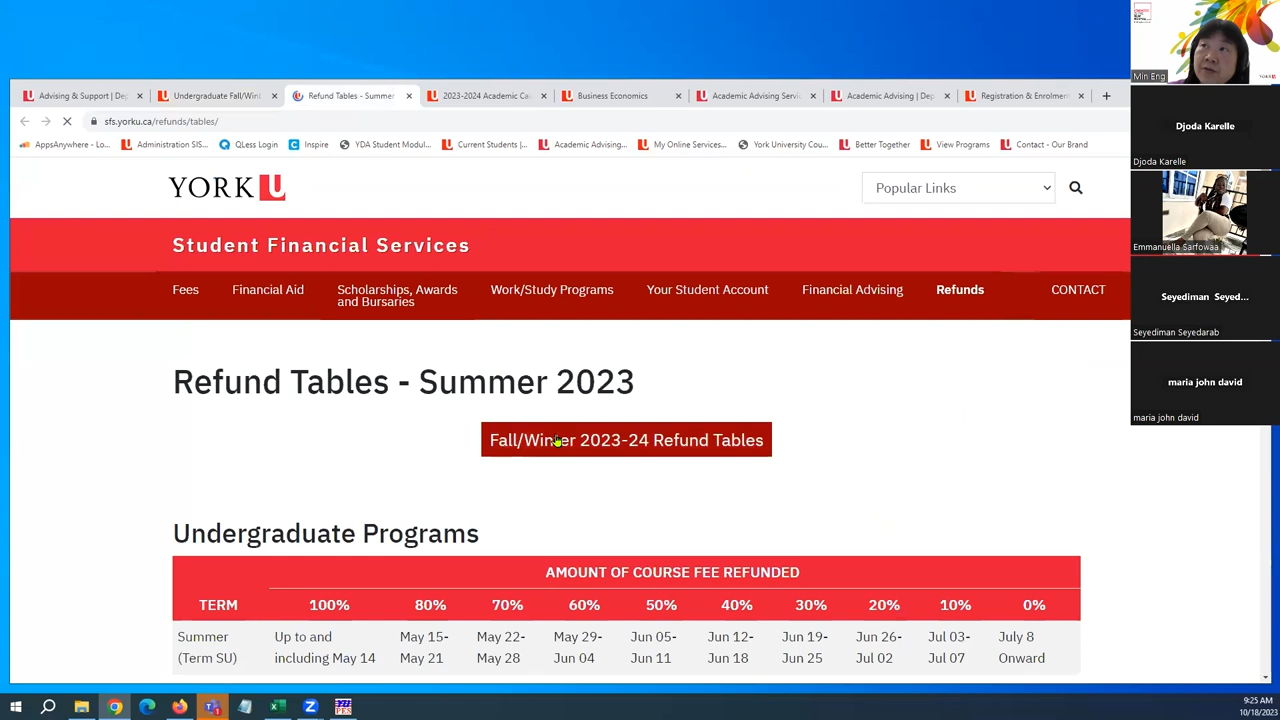 Advising & Support | Dep
Undergraduate Fall/Wint
Refund Tables - Summer
2023-2024 Academic Ca
Business Economics
Academic Advising Servi
Academic Advising | Dep
Registration & Enrolment
sfs.yorku.ca/refunds/tables/
AppsAnywhere - Lo...
Administration SIS...
QLess Login
Inspire
YDA Student Modul...
Current Students |...
Academic Advising...
My Online Services...
York University Cou...
Better Together
View Programs
Contact - Our Brand
YORK U
Popular Links
Student Financial Services
Fees
Financial Aid
Scholarships, Awards
and Bursaries
Work/Study Programs
Your Student Account
Financial Advising
Refunds
CONTACT
Refund Tables - Summer 2023
Fall/Winter 2023-24 Refund Tables
Undergraduate Programs
AMOUNT OF COURSE FEE REFUNDED
TERM 100% 80% 70% 60% 50% 40% 30% 20% 10% 0%
Summer Up to and May 15- May 22- May 29- Jun 05- Jun 12- Jun 19- Jun 26- Jul 03- July 8
(Term SU) including May 14 May 21 May 28 Jun 04 Jun 11 Jun 18 Jun 25 Jul 02 Jul 07 Onward
YORK U
Min Eng
Djoda Karelle
Djoda Karelle
Emmanuella Sarfowaa
Seyediman Seyed...
Seyediman Seyedarab
maria john david
maria john david
9:25 AM
10/18/2023